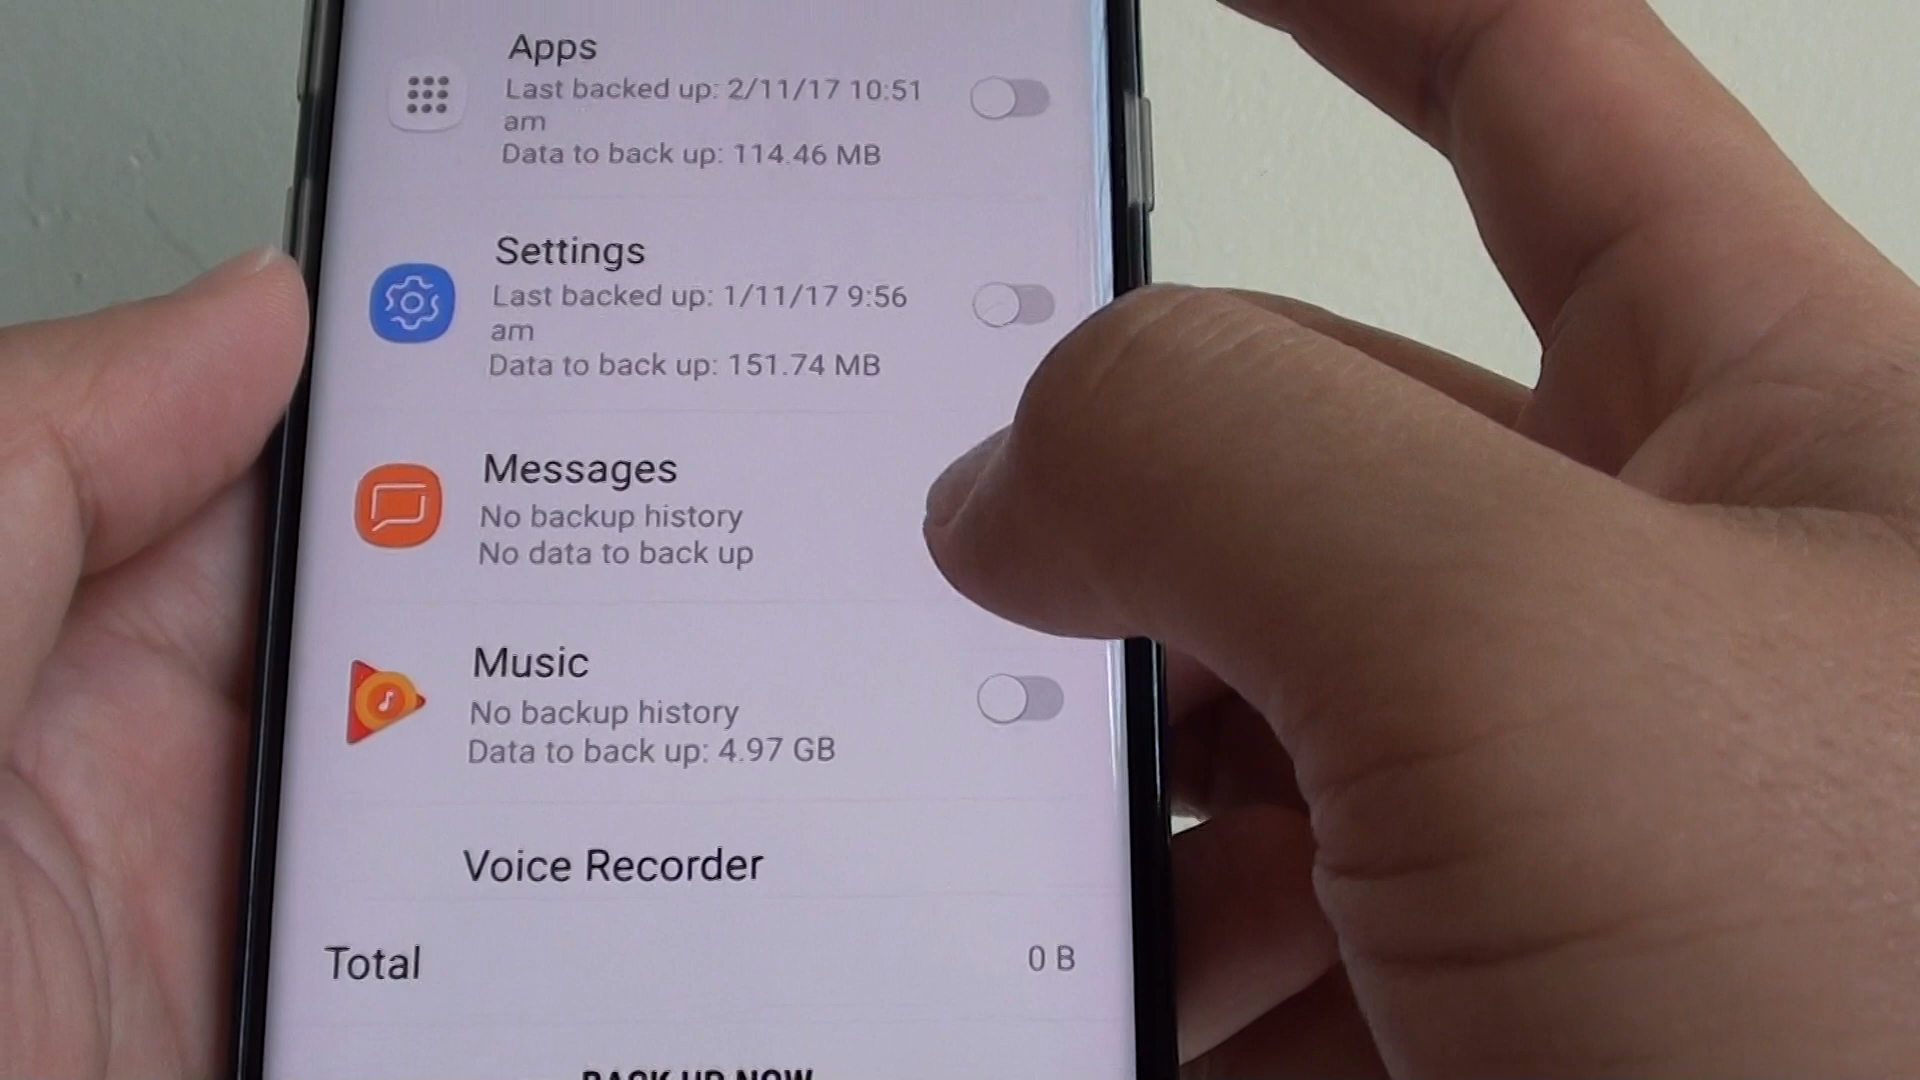 Apps
Last backed up: 2/11/17 10:51
am
Data to back up: 114.46 MB
Settings
Last backed up: 1/11/17 9:56
am
Data to back up: 151.74 MB
Messages
No backup history
No data to back up
Music
No backup history
Data to back up: 4.97 GB
Voice Recorder
Total
0 B
BACK UP NOW